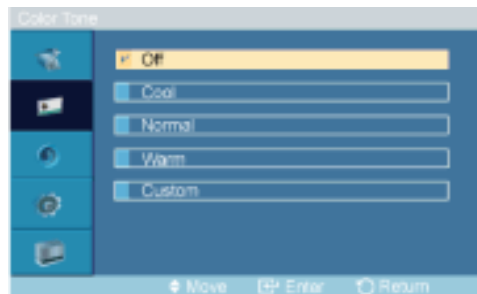 Color Tone
Off
Cool
Normal
Warm
Custom
Move Enter Return